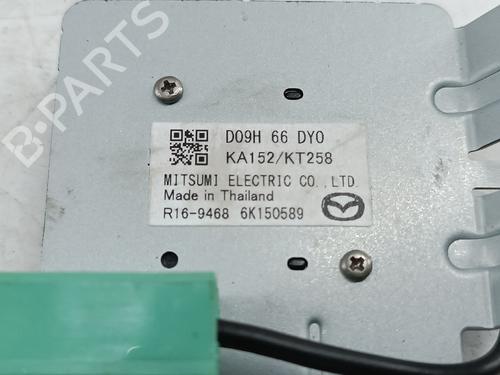 B-PARTS
D09H 66 DY0
KA152/KT258
MITSUMI ELECTRIC CO.,LTD.
Made in Thailand
R16-9468 6K150589